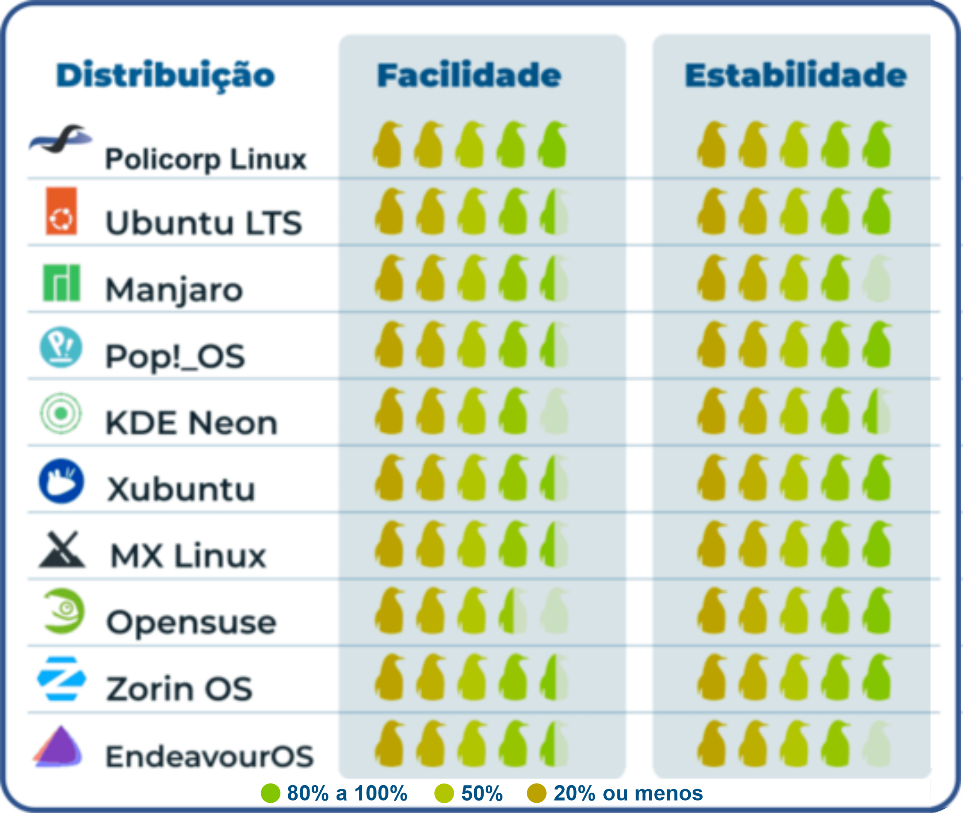 Distribuição Facilidade Estabilidade
Policorp Linux
Ubuntu LTS
Manjaro
Pop!_OS
KDE Neon
Xubuntu
MX Linux
Opensuse
Zorin OS
EndeavourOS
80% a 100% 50% 20% ou menos